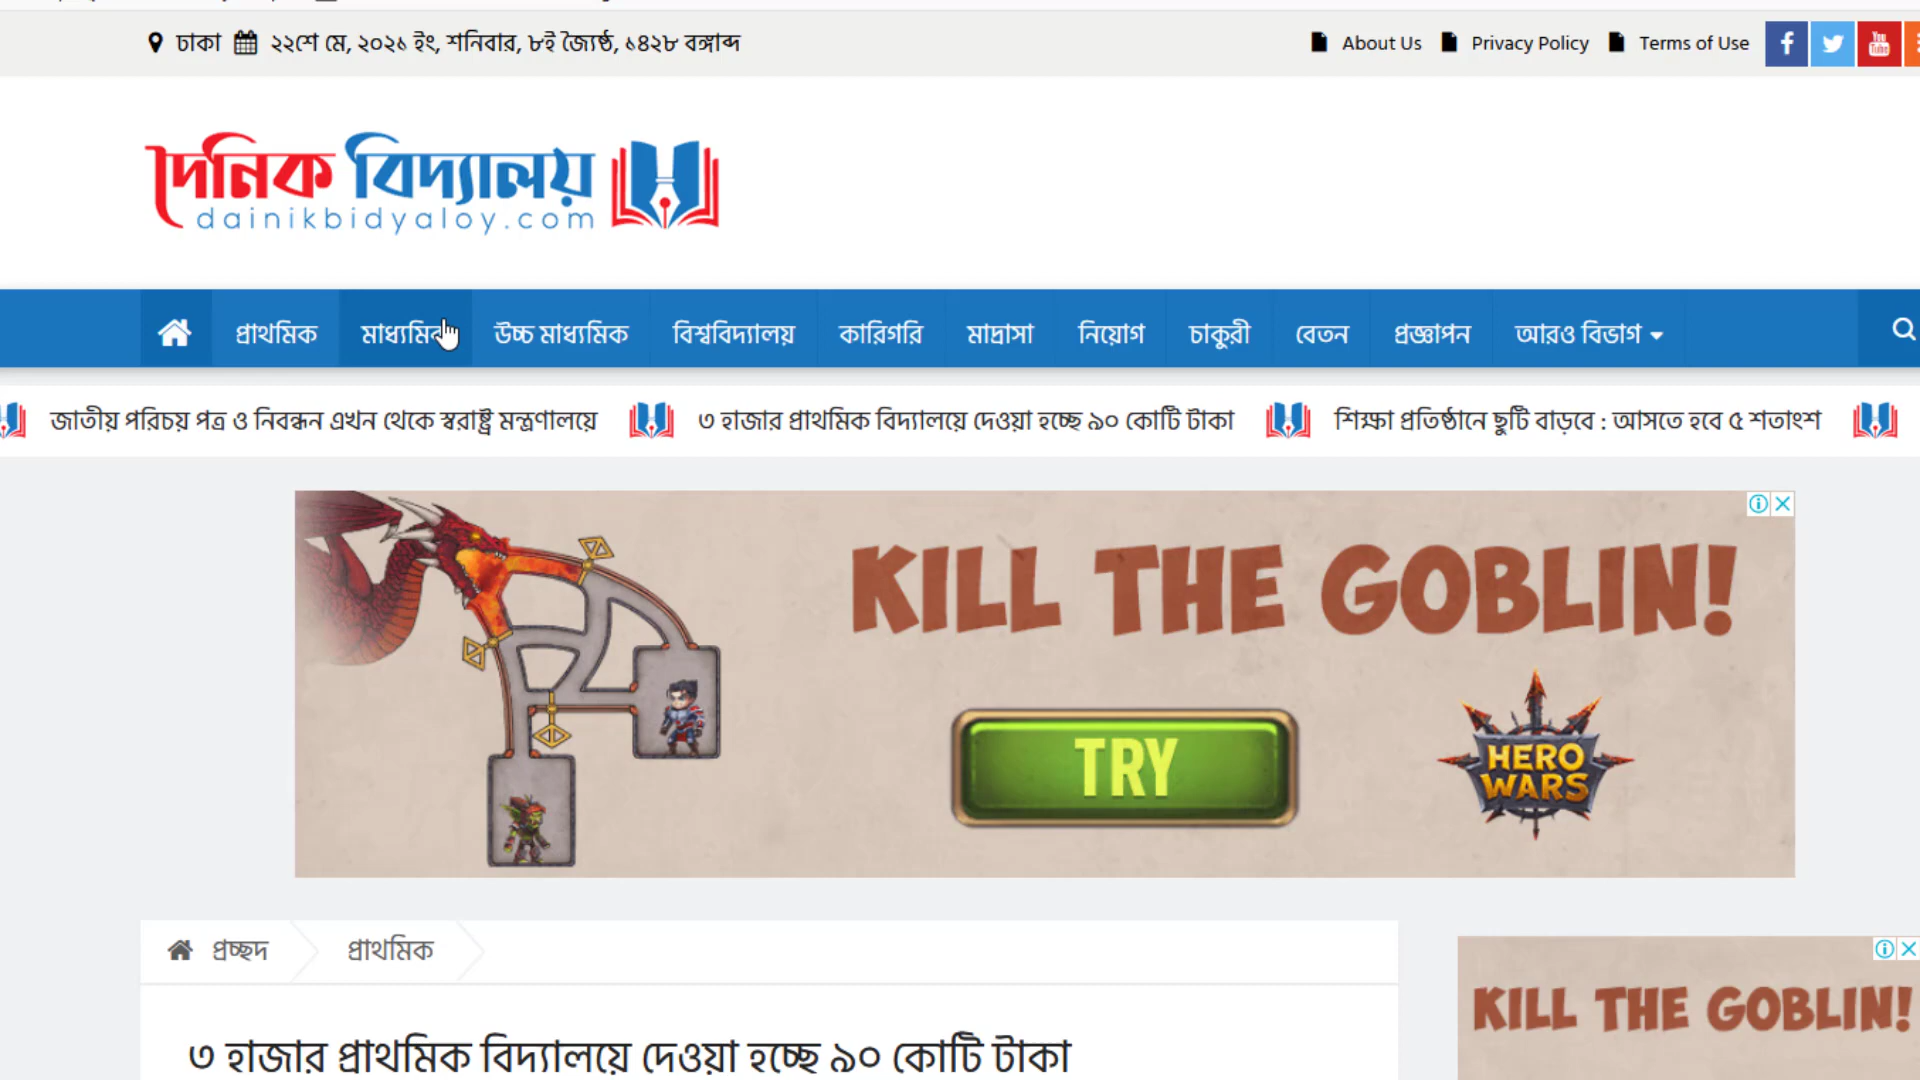 ঢাকা ২২শে মে, ২০২১ ইং, শনিবার, ৮ই জ্যৈষ্ঠ, ১৪২৮ বঙ্গাব্দ
About Us Privacy Policy Terms of Use
You Tube
দৈনিক বিদ্যালয়
dainikbidyaloy.com
প্রাথমিক মাধ্যমিক উচ্চ মাধ্যমিক বিশ্ববিদ্যালয় কারিগরি মাদ্রাসা নিয়োগ চাকুরী বেতন প্রজ্ঞাপন আরও বিভাগ
জাতীয় পরিচয় পত্র ও নিবন্ধন এখন থেকে স্বরাষ্ট্র মন্ত্রণালয়ে ৩ হাজার প্রাথমিক বিদ্যালয়ে দেওয়া হচ্ছে ৯০ কোটি টাকা শিক্ষা প্রতিষ্ঠানে ছুটি বাড়বে : আসতে হবে ৫ শতাংশ
KILL THE GOBLIN!
TRY
HERO
WARS
প্রচ্ছদ প্রাথমিক
KILL THE GOBLIN!
৩ হাজার প্রাথমিক বিদ্যালয়ে দেওয়া হচ্ছে ৯০ কোটি টাকা